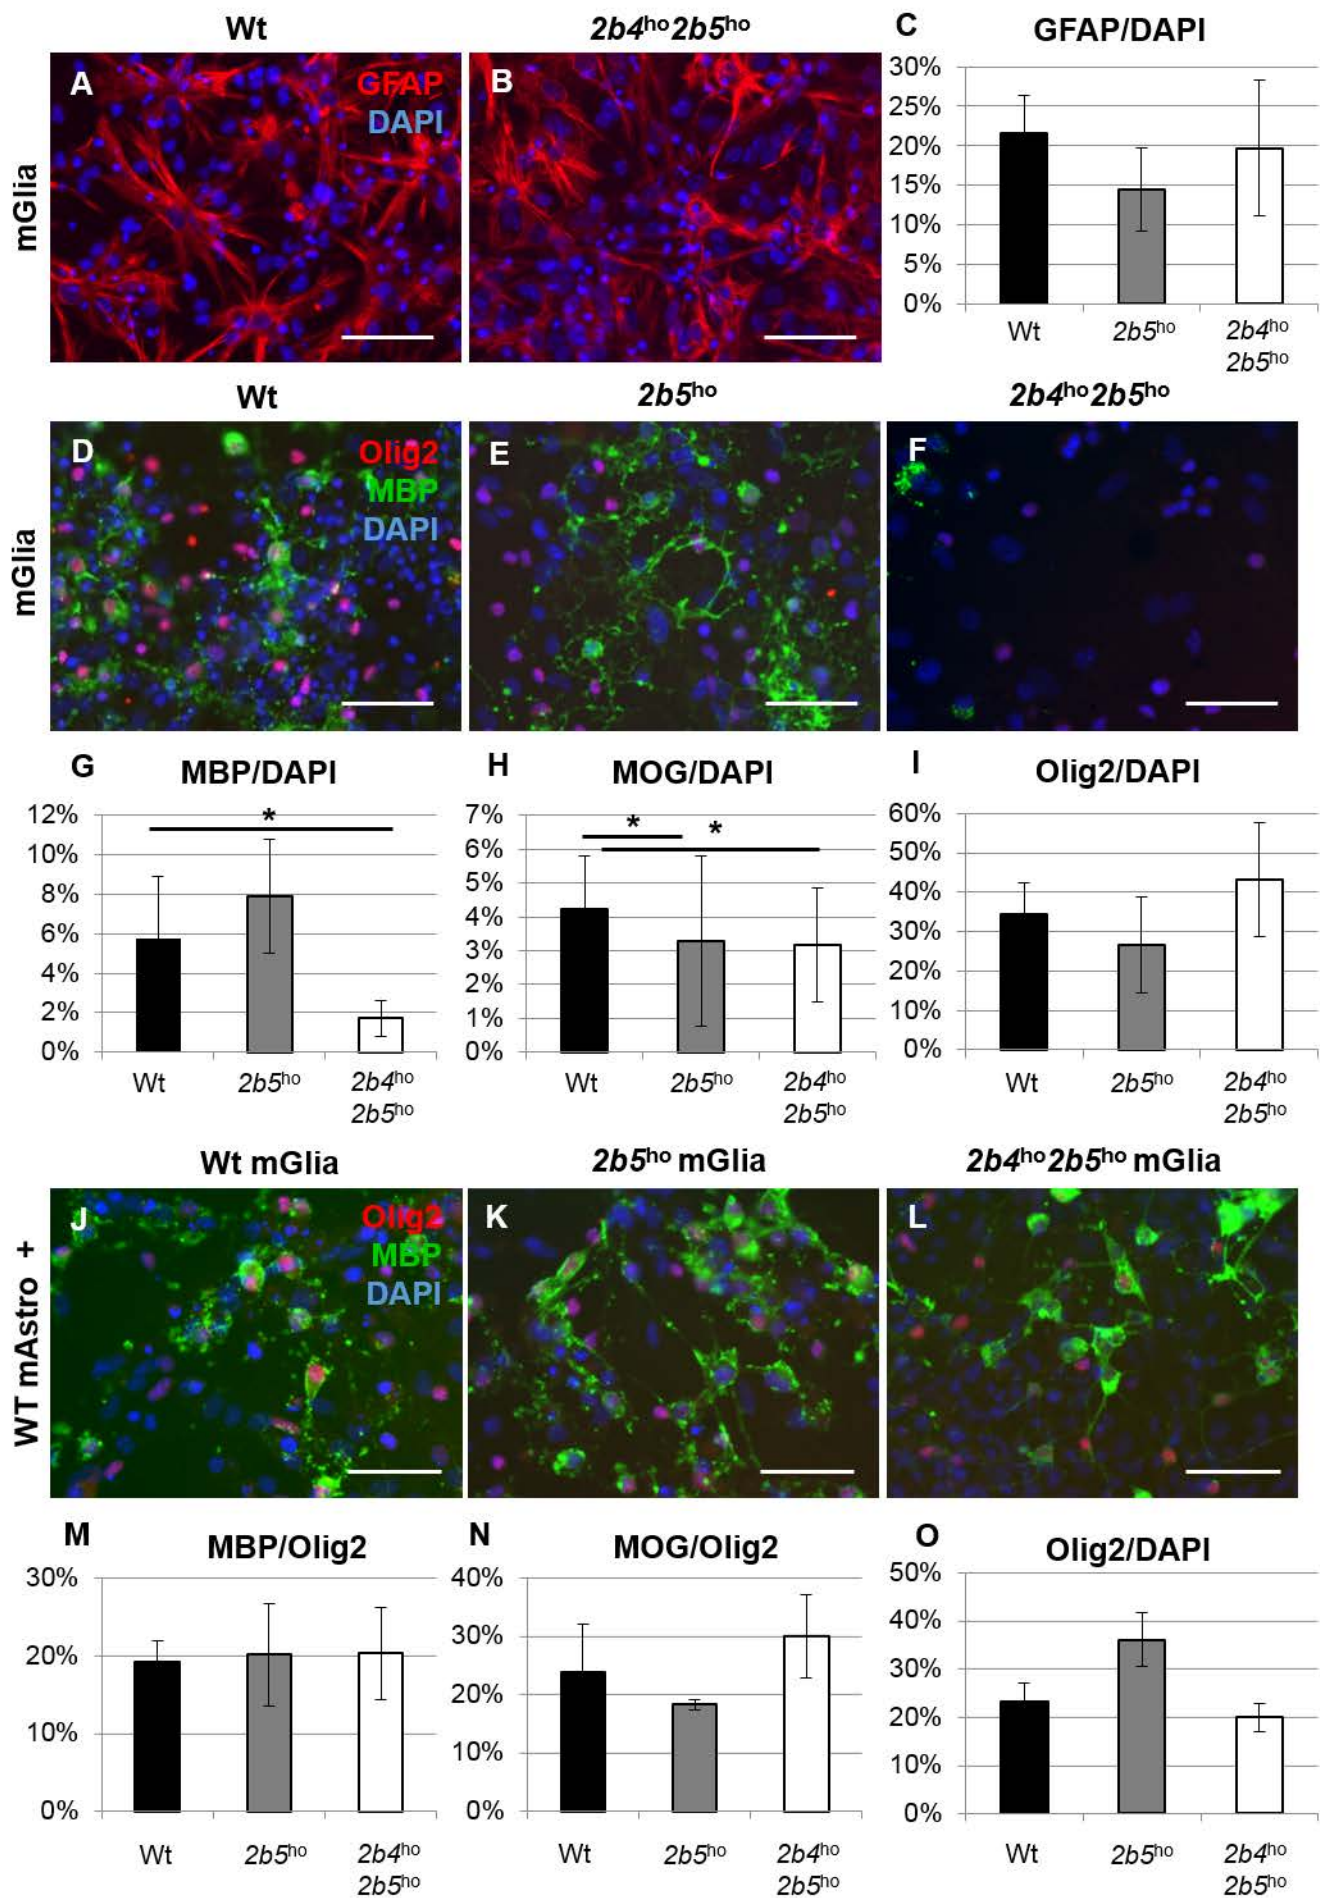 Wt
2b4ho2b5ho
C
GFAP/DAPI
mGlia
A
GFAP
DAPI
B
30%
25%
20%
15%
10%
5%
0%
Wt
2b5ho
2b4ho
2b5ho
Wt
2b5ho
2b4ho2b5ho
mGlia
D
Olig2
MBP
DAPI
E
F
G
MBP/DAPI
12%
10%
8%
6%
4%
2%
0%
*
Wt
2b5ho
2b4ho
2b5ho
H
MOG/DAPI
7%
6%
5%
4%
3%
2%
1%
0%
* *
Wt
2b5ho
2b4ho
2b5ho
I
Olig2/DAPI
60%
50%
40%
30%
20%
10%
0%
Wt
2b5ho
2b4ho
2b5ho
Wt mGlia
2b5ho mGlia
2b4ho2b5ho mGlia
WT mAstro +
J
Olig2
MBP
DAPI
K
L
M
MBP/Olig2
30%
20%
10%
0%
Wt
2b5ho
2b4ho
2b5ho
N
MOG/Olig2
40%
30%
20%
10%
0%
Wt
2b5ho
2b4ho
2b5ho
O
Olig2/DAPI
50%
40%
30%
20%
10%
0%
Wt
2b5ho
2b4ho
2b5ho